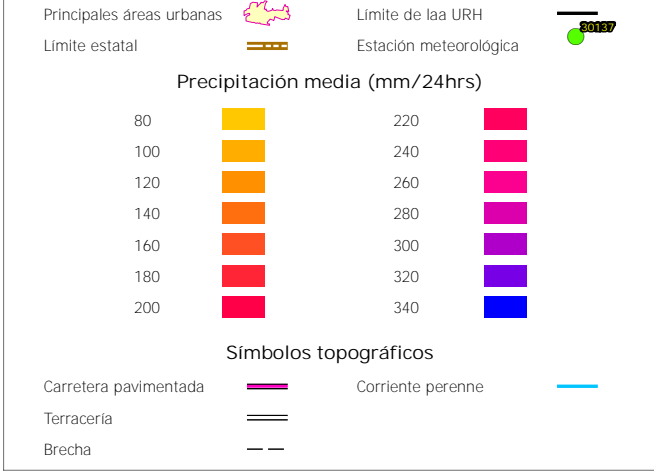 Principales áreas urbanas
Límite de laa URH
Límite estatal
Estación meteorológica
30137
Precipitación media (mm/24hrs)
80
220
100
240
120
260
140
280
160
300
180
320
200
340
Símbolos topográficos
Carretera pavimentada
Corriente perenne
Terracería
Brecha